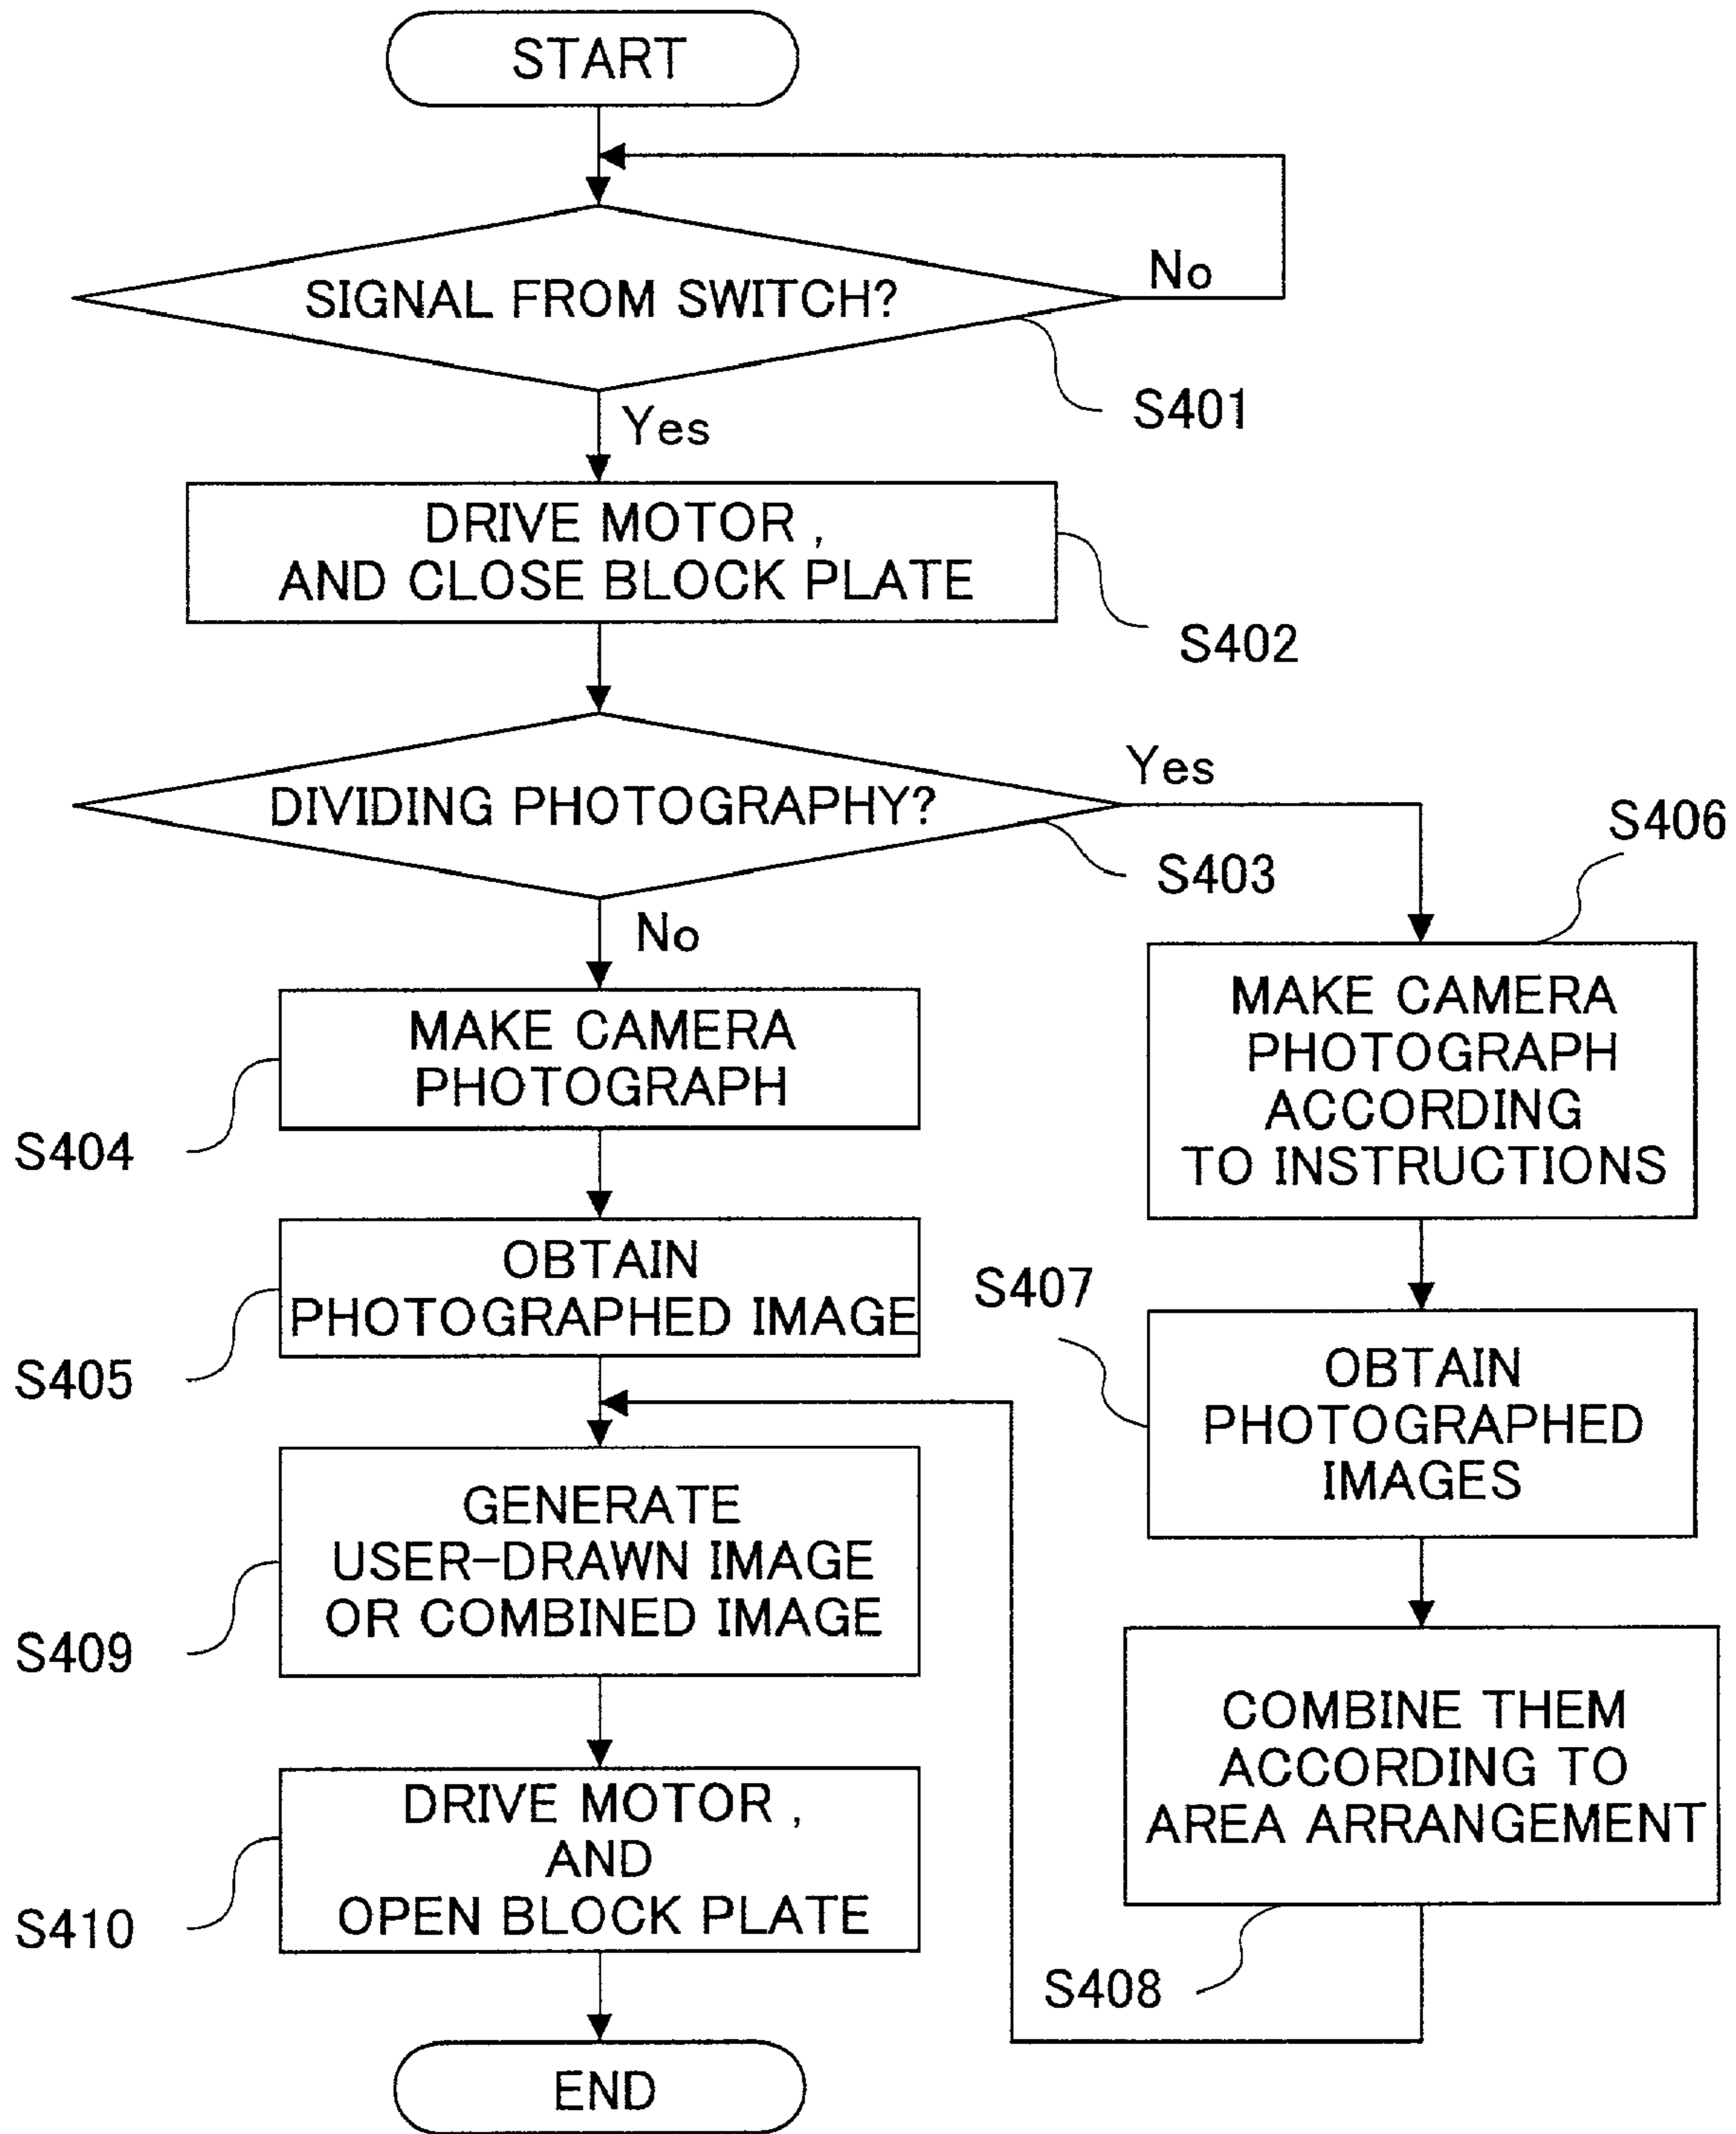 START
SIGNAL FROM SWITCH?
No
S401
Yes
DRIVE MOTOR ,
AND CLOSE BLOCK PLATE
S402
DIVIDING PHOTOGRAPHY?
Yes
S403
No
MAKE CAMERA
PHOTOGRAPH
S404
OBTAIN
PHOTOGRAPHED IMAGE
S405
S406
MAKE CAMERA
PHOTOGRAPH
ACCORDING
TO INSTRUCTIONS
S407
OBTAIN
PHOTOGRAPHED
IMAGES
COMBINE THEM
ACCORDING TO
AREA ARRANGEMENT
S408
GENERATE
USER-DRAWN IMAGE
OR COMBINED IMAGE
S409
DRIVE MOTOR ,
AND
OPEN BLOCK PLATE
S410
END